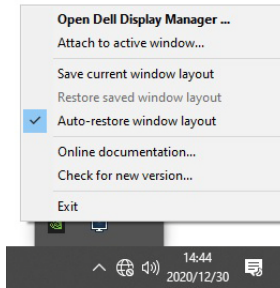 Open Dell Display Manager ...
Attach to active window...
Save current window layout
Restore saved window layout
Auto-restore window layout
Online documentation...
Check for new version...
Exit
14:44
2020/12/30